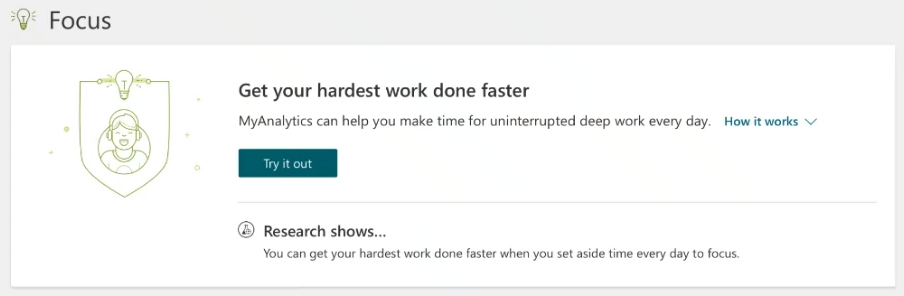 Focus
Get your hardest work done faster
MyAnalytics can help you make time for uninterrupted deep work every day. How it works
Try it out
Research shows...
You can get your hardest work done faster when you set aside time every day to focus.